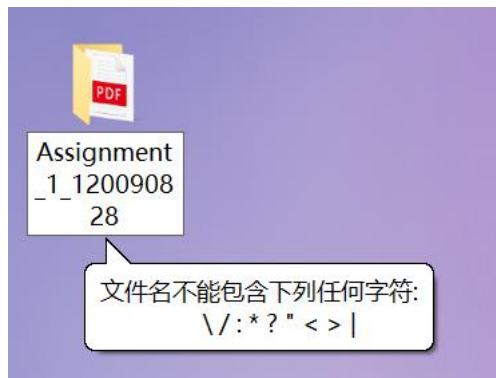 PDF
Assignment
_1_1200908
28
文件名不能包含下列任何字符:
\ / : * ? " < > |